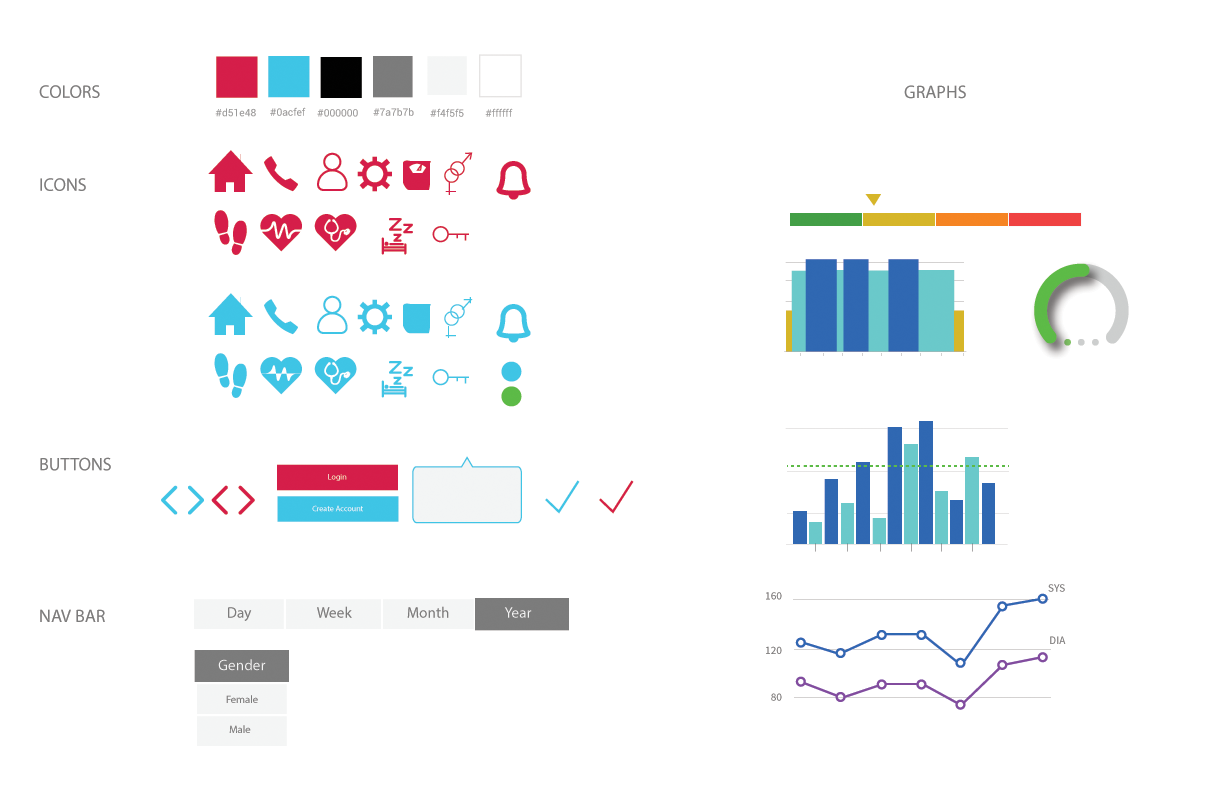 COLORS
#d51e48 #0acfef #000000 #7a7b7b #f4f5f5 #ffffff
ICONS
BUTTONS
Login
Create Account
NAV BAR
Day Week Month Year
Gender
Female
Male
GRAPHS
SYS
160
DIA
120
80